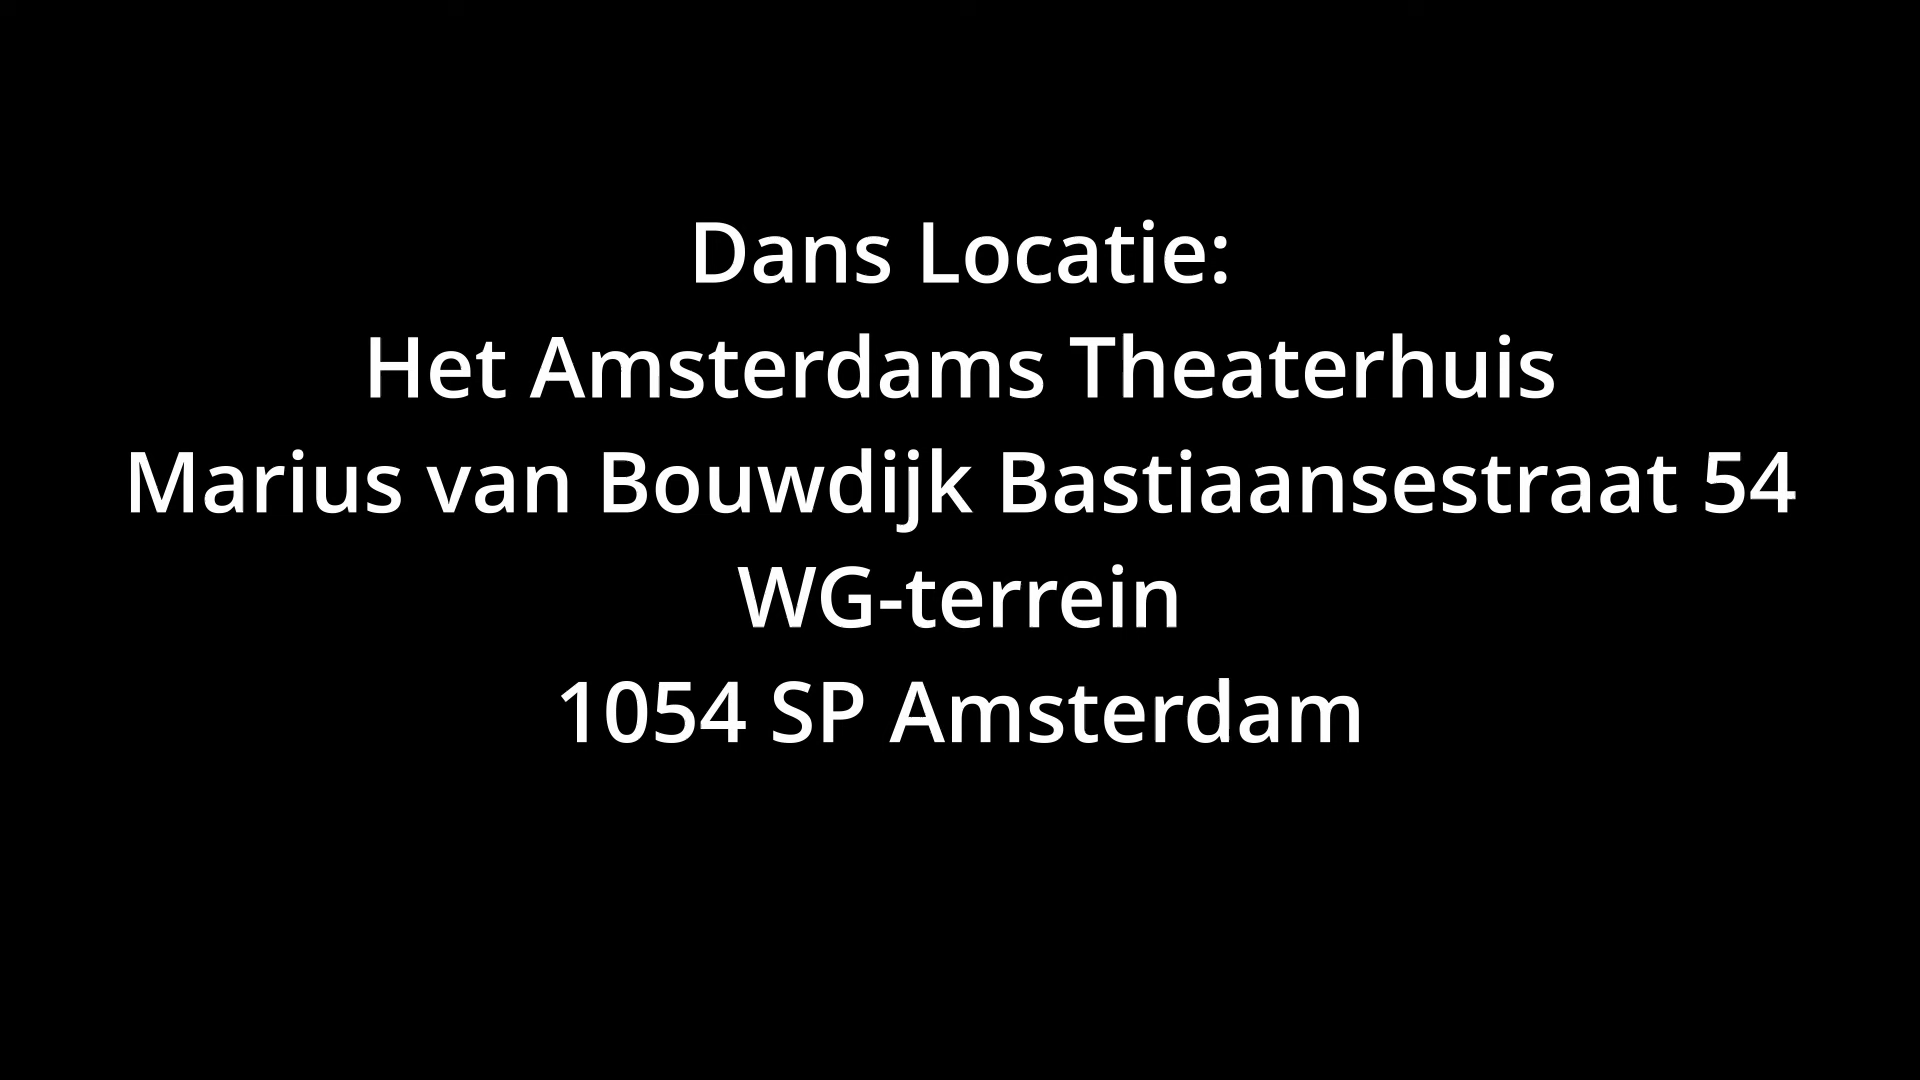 Dans Locatie:
Het Amsterdams Theaterhuis
Marius van Bouwdijk Bastiaansestraat 54
WG-terrein
1054 SP Amsterdam